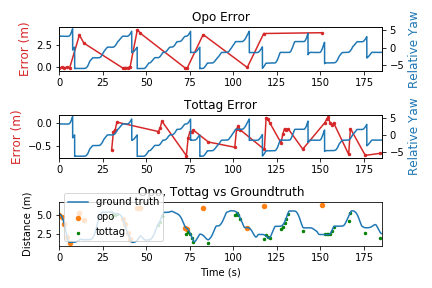 Opo Error
Error (m)
2.5
0.0
5
0
−5
Relative Yaw
0 25 50 75 100 125 150 175
Tottag Error
Error (m)
0.0
−0.5
5
0
−5
Relative Yaw
0 25 50 75 100 125 150 175
Opo, Tottag vs Groundtruth
Distance (m)
5.0
2.5
ground truth
opo
tottag
0 25 50 75 100 125 150 175
Time (s)